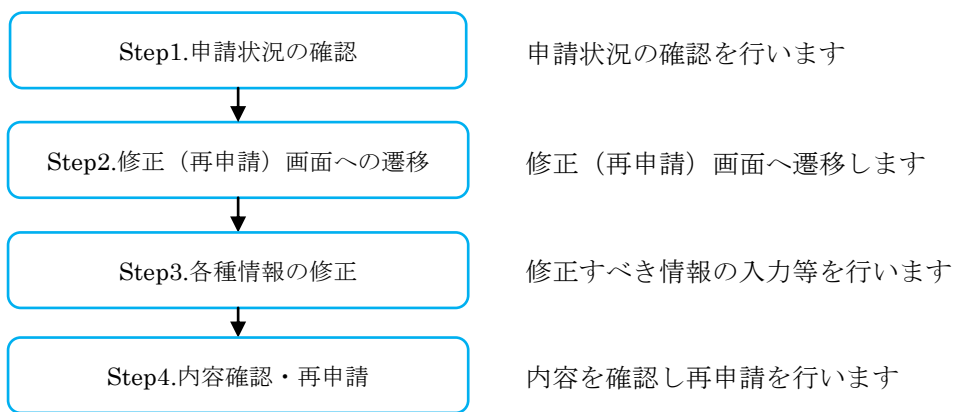 Step1.申請状況の確認
申請状況の確認を行います
Step2.修正（再申請）画面への遷移
修正（再申請）画面へ遷移します
Step3.各種情報の修正
修正すべき情報の入力等を行います
Step4.内容確認・再申請
内容を確認し再申請を行います